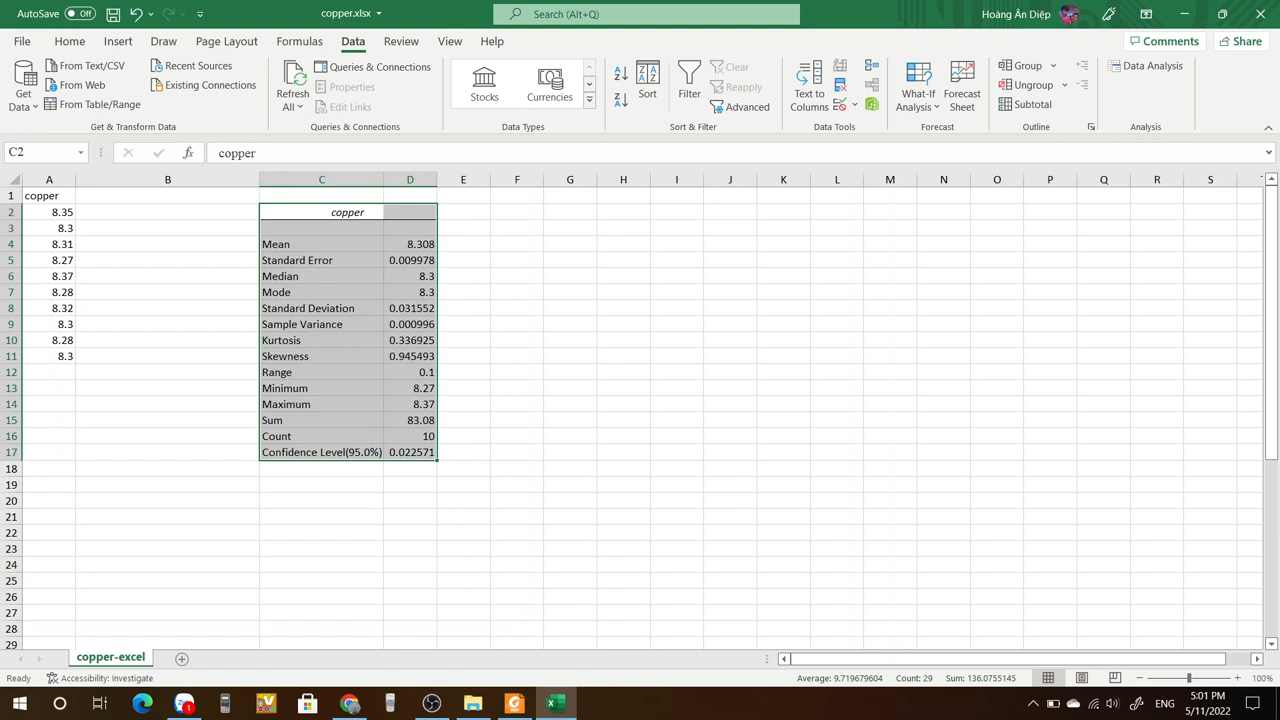 AutoSave Off copper.xlsx Search (Alt+Q) Hoàng Ân Diệp
File Home Insert Draw Page Layout Formulas Data Review View Help Comments Share
Get Data From Text/CSV From Web From Table/Range Recent Sources Existing Connections
Get & Transform Data
Refresh All Queries & Connections Properties Edit Links
Queries & Connections
Stocks Currencies
Data Types
Sort Filter Clear Reapply Advanced
Sort & Filter
Text to Columns
Data Tools
What-If Analysis Forecast Sheet
Forecast
Group Ungroup Subtotal
Outline
Data Analysis
Analysis
C2 fx copper
A B C D E F G H I J K L M N O P Q R S
1 copper
2 8.35 copper
3 8.3
4 8.31 Mean 8.308
5 8.27 Standard Error 0.009978
6 8.37 Median 8.3
7 8.28 Mode 8.3
8 8.32 Standard Deviation 0.031552
9 8.3 Sample Variance 0.000996
10 8.28 Kurtosis 0.336925
11 8.3 Skewness 0.945493
12 Range 0.1
13 Minimum 8.27
14 Maximum 8.37
15 Sum 83.08
16 Count 10
17 Confidence Level(95.0%) 0.022571
18
19
20
21
22
23
24
25
26
27
28
29
copper-excel
Ready Accessibility: Investigate Average: 9.719679604 Count: 29 Sum: 136.0755145 100%
1 ENG 5:01 PM
5/11/2022